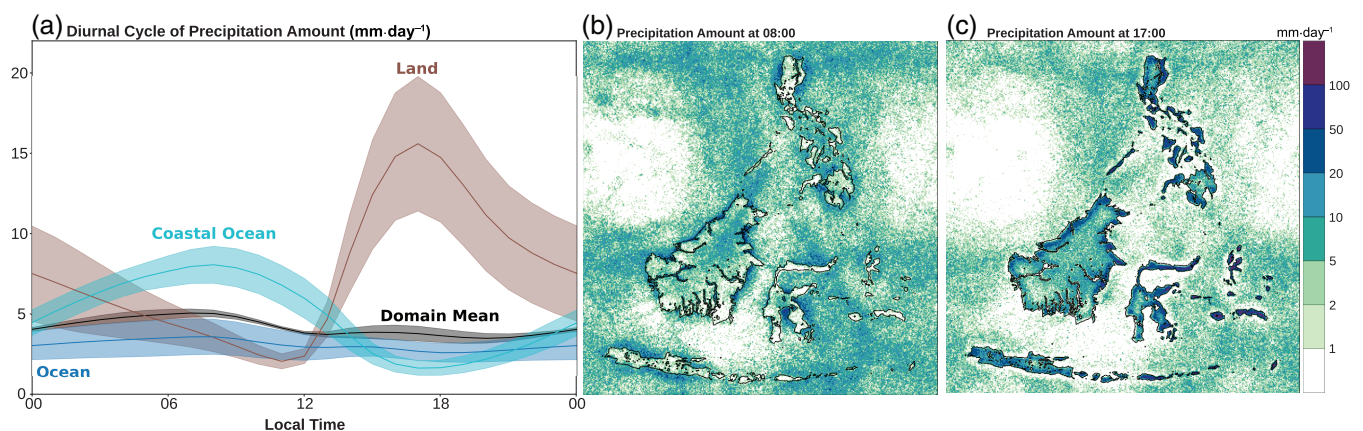 (a) Diurnal Cycle of Precipitation Amount (mm·day⁻¹)
20
15
10
5
0
Land
Coastal Ocean
Domain Mean
Ocean
00 06 12 18 00
Local Time
(b) Precipitation Amount at 08:00
(c) Precipitation Amount at 17:00
mm·day⁻¹
100
50
20
10
5
2
1